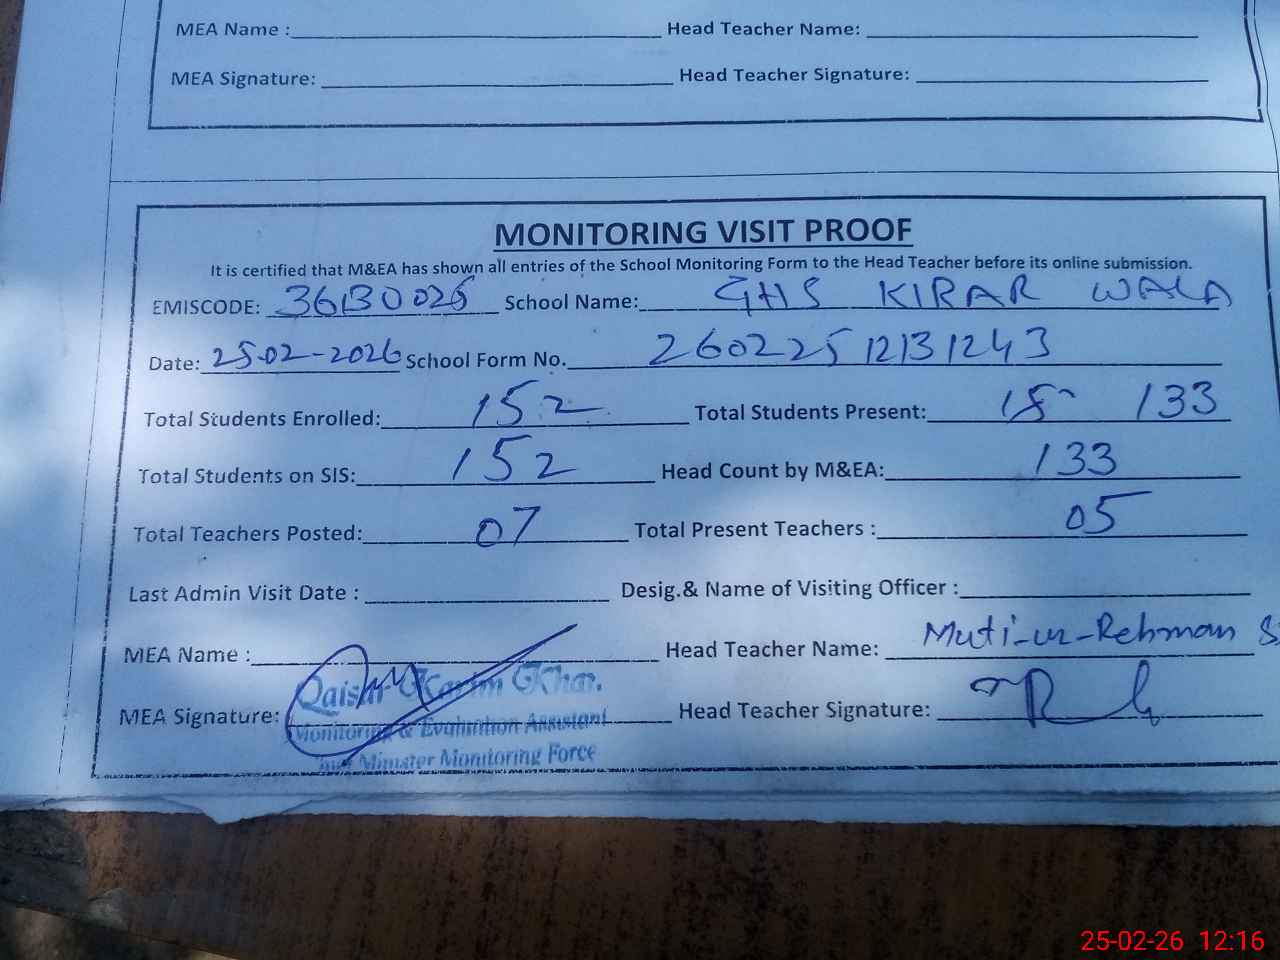 MEA Name : Head Teacher Name:
MEA Signature: Head Teacher Signature:
MONITORING VISIT PROOF
It is certified that M&EA has shown all entries of the School Monitoring Form to the Head Teacher before its online submission.
EMISCODE: 36130026 School Name: GHS KIRAR WALA
Date: 25-02-2026 School Form No. 26022512131243
Total Students Enrolled: 152 Total Students Present: 133
Total Students on SIS: 152 Head Count by M&EA: 133
Total Teachers Posted: 07 Total Present Teachers : 05
Last Admin Visit Date : Desig.& Name of Visiting Officer :
MEA Name : Head Teacher Name: Muti-ur-Rehman
Qaisar Karim Khar.
MEA Signature: Head Teacher Signature:
Monitoring & Evaluation Assistant
Minster Monitoring Force
25-02-26 12:16